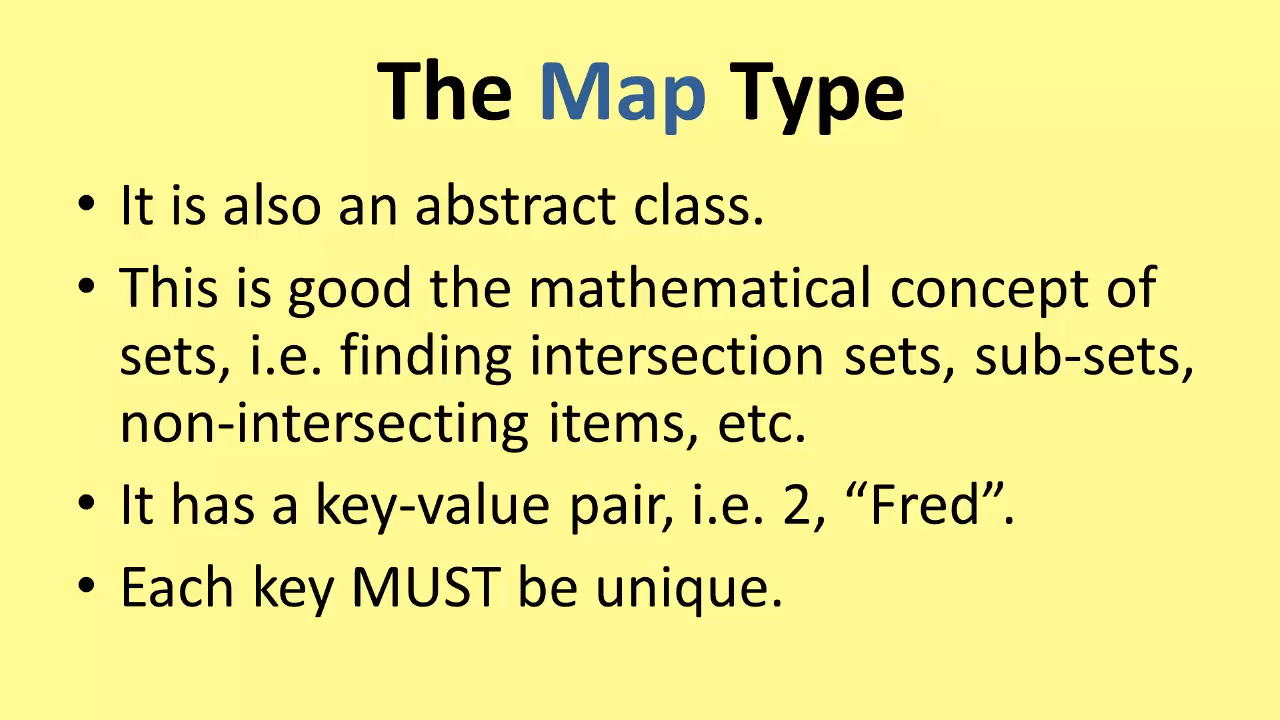 The Map Type
• It is also an abstract class.
• This is good the mathematical concept of
sets, i.e. finding intersection sets, sub-sets,
non-intersecting items, etc.
• It has a key-value pair, i.e. 2, “Fred”.
• Each key MUST be unique.